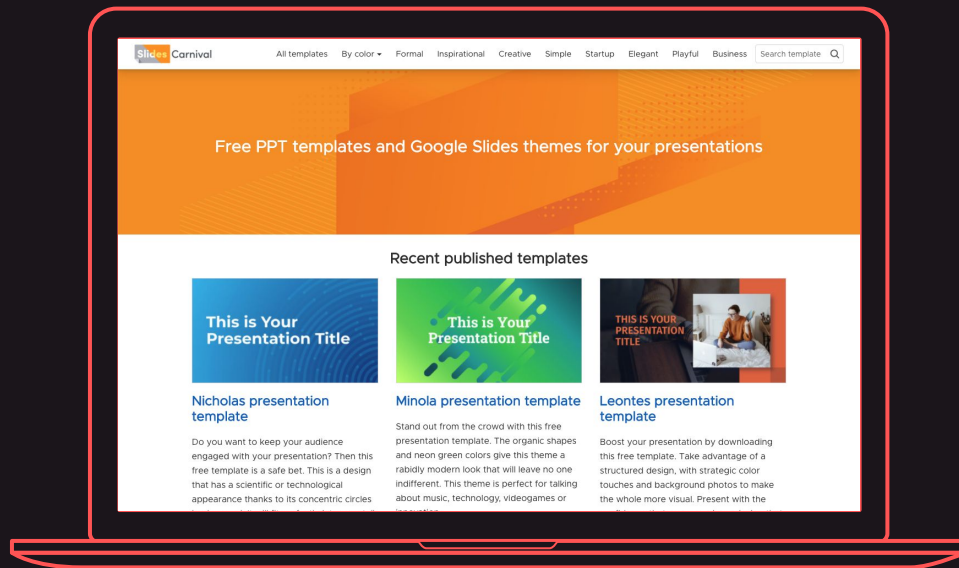 Slides Carnival
All templates By color Formal Inspirational Creative Simple Startup Elegant Playful Business Search template
Free PPT templates and Google Slides themes for your presentations
Recent published templates
This is Your
Presentation Title
Nicholas presentation
template
Do you want to keep your audience
engaged with your presentation? Then this
free template is a safe bet. This is a design
that has a scientific or technological
appearance thanks to its concentric circles
This is Your
Presentation Title
Minola presentation template
Stand out from the crowd with this free
presentation template. The organic shapes
and neon green colors give this theme a
rabidly modern look that will leave no one
indifferent. This theme is perfect for talking
about music, technology, videogames or
THIS IS YOUR
PRESENTATION
TITLE
Leontes presentation
template
Boost your presentation by downloading
this free template. Take advantage of a
structured design, with strategic color
touches and background photos to make
the whole more visual. Present with the